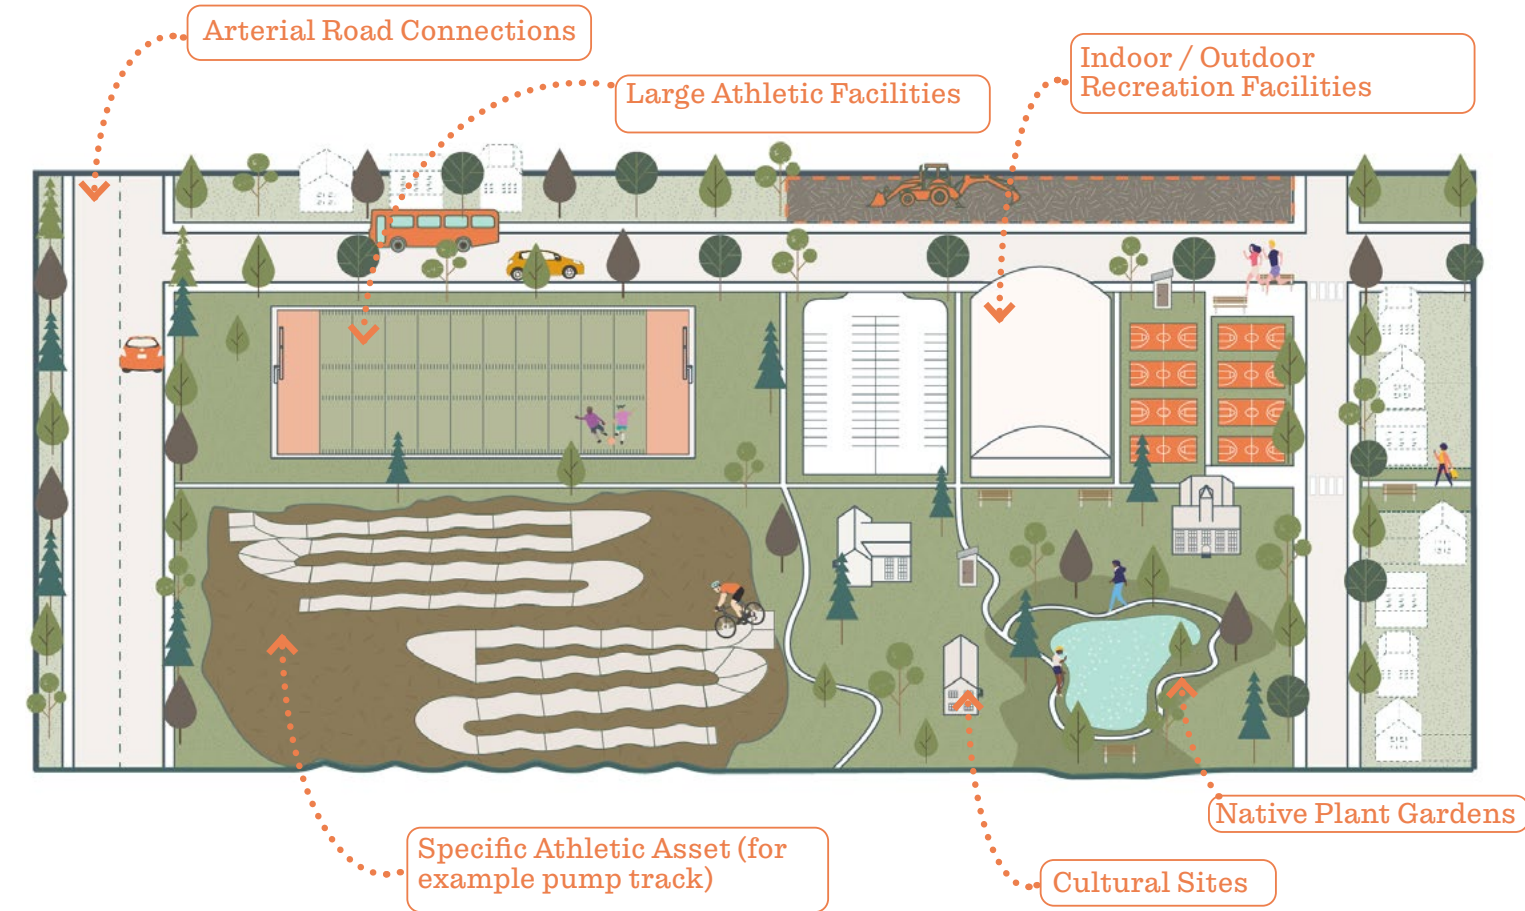 Arterial Road Connections
Large Athletic Facilities
Indoor / Outdoor
Recreation Facilities
Specific Athletic Asset (for
example pump track)
Cultural Sites
Native Plant Gardens